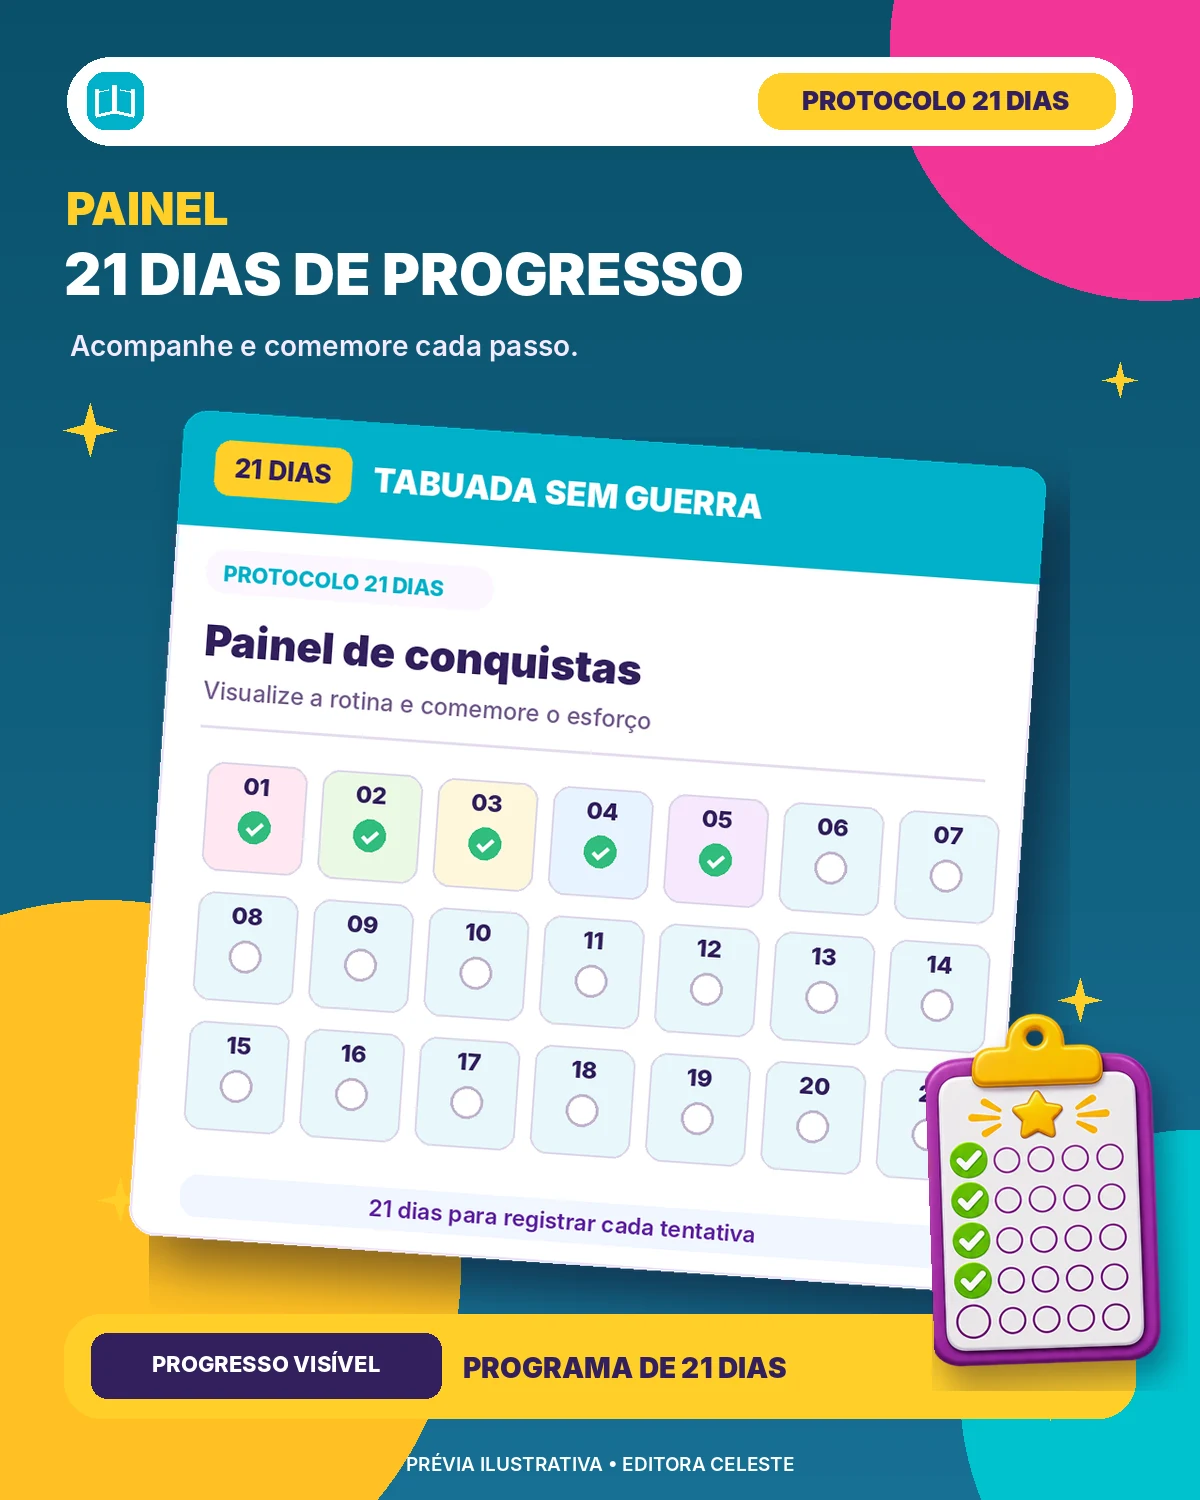 PROTOCOLO 21 DIAS
PAINEL
21 DIAS DE PROGRESSO
Acompanhe e comemore cada passo.
21 DIAS TABUADA SEM GUERRA
PROTOCOLO 21 DIAS
Painel de conquistas
Visualize a rotina e comemore o esforço
01 02 03 04 05 06 07
08 09 10 11 12 13 14
15 16 17 18 19 20
21 dias para registrar cada tentativa
PROGRESSO VISÍVEL PROGRAMA DE 21 DIAS
PRÉVIA ILUSTRATIVA • EDITORA CELESTE